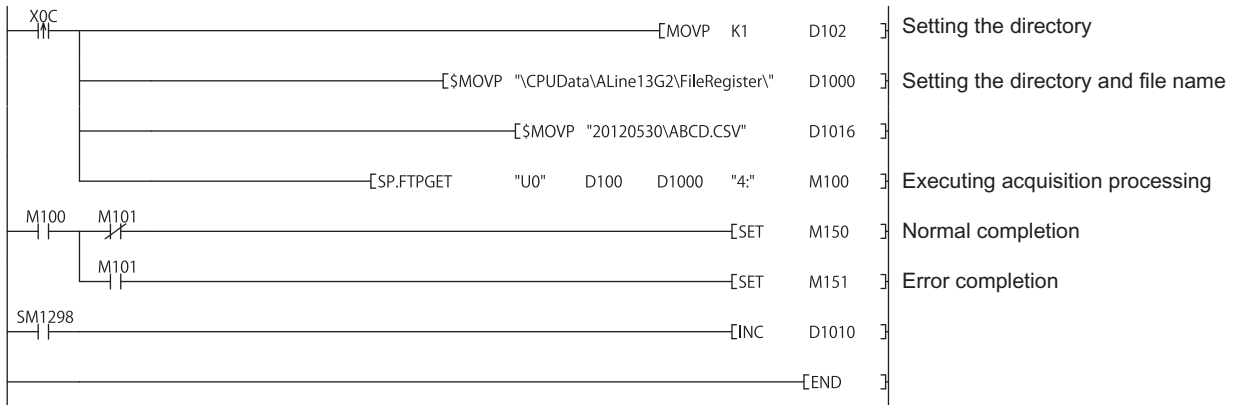 X0C
[MOVP K1 D102 ] Setting the directory
[$MOVP "\CPUData\ALine13G2\FileRegister\" D1000 ] Setting the directory and file name
[$MOVP "20120530\ABCD.CSV" D1016 ]
[SP.FTPGET "U0" D100 D1000 "4:" M100 ] Executing acquisition processing
M100 M101
[SET M150 ] Normal completion
M101
[SET M151 ] Error completion
SM1298
[INC D1010 ]
[END ]